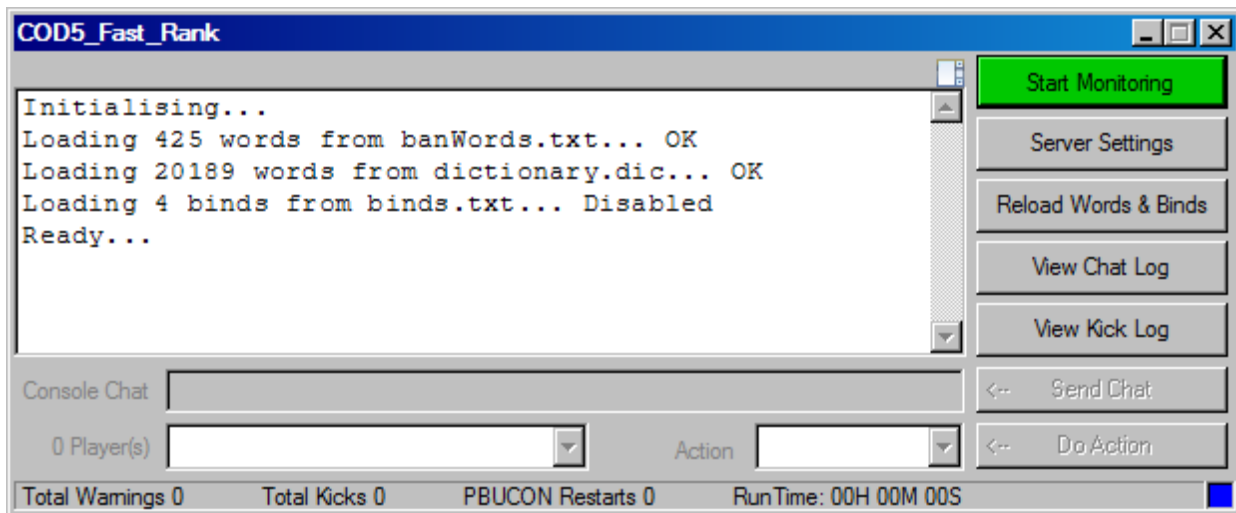 COD5_Fast_Rank
Initialising...
Loading 425 words from banWords.txt... OK
Loading 20189 words from dictionary.dic... OK
Loading 4 binds from binds.txt... Disabled
Ready...
Start Monitoring
Server Settings
Reload Words & Binds
View Chat Log
View Kick Log
Console Chat
<-- Send Chat
0 Player(s)
Action
<-- Do Action
Total Warnings 0 Total Kicks 0 PBUCON Restarts 0 RunTime: 00H 00M 00S